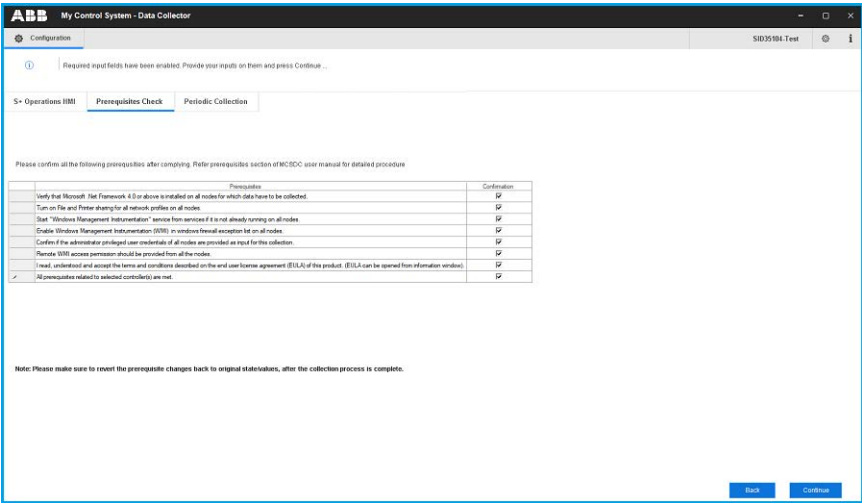 ABB My Control System - Data Collector
Configuration SID35104-Test i
Required input fields have been enabled. Provide your inputs on them and press Continue ...
S+ Operations HMI Prerequisites Check Periodic Collection
Please confirm all the following prerequsities after complying. Refer prerequisites section of MCSDC user manual for detailed procedure
Prerequisites Confirmation
Verify that Microsoft .Net Framework 4.0 or above is installed on all nodes for which data have to be collected.
Turn on File and Printer sharing for all network profiles on all nodes.
Start "Windows Management Instrumentation" service from services if it is not already running on all nodes.
Enable Windows Management Instrumentation (WMI) in windows firewall exception list on all nodes.
Confirm if the administrator privileged user credentials of all nodes are provided as input for this collection.
Remote WMI access permission should be provided from all the nodes.
I read, understood and accept the terms and conditions described on the end user license agreement (EULA) of this product. (EULA can be opened from information window).
All prerequisites related to selected controller(s) are met.
Note: Please make sure to revert the prerequisite changes back to original state/values, after the collection process is complete.
Back Continue